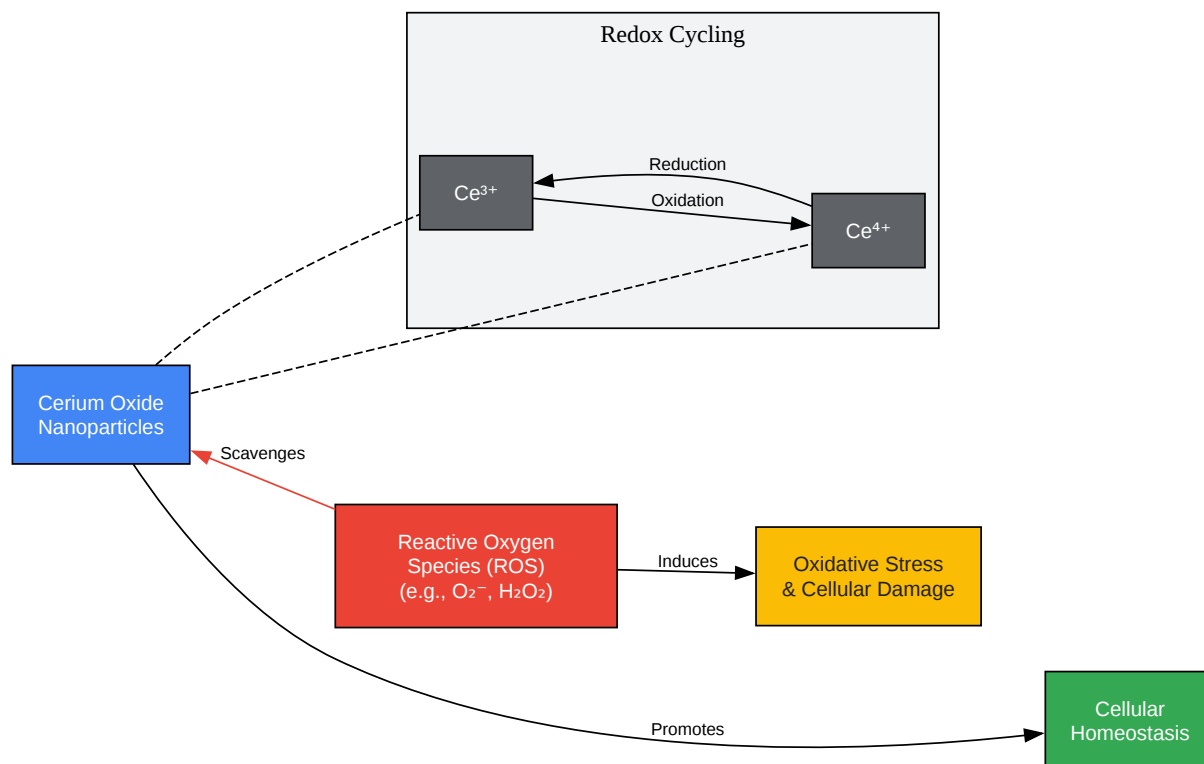 Redox Cycling
Reduction
Ce³⁺
Oxidation
Ce⁴⁺
Cerium Oxide
Nanoparticles
Scavenges
Reactive Oxygen
Species (ROS)
(e.g., O₂⁻, H₂O₂)
Induces
Oxidative Stress
& Cellular Damage
Promotes
Cellular
Homeostasis